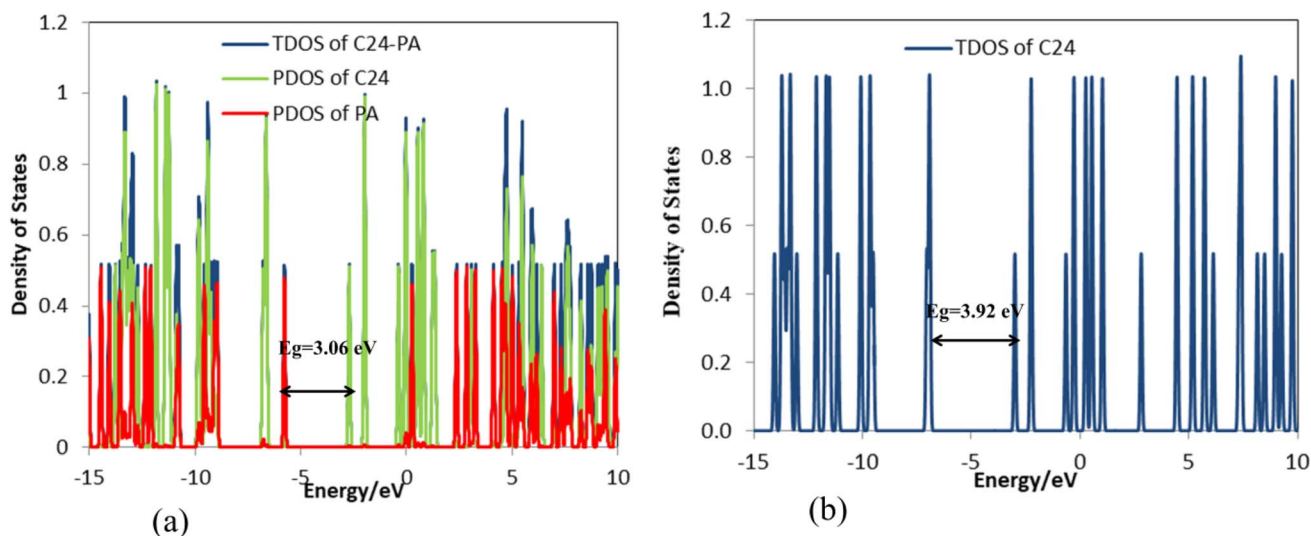 TDOS of C24-PA
PDOS of C24
PDOS of PA
Density of States
1.2
1
0.8
0.6
0.4
0.2
0
Eg=3.06 eV
-15
-10
-5
0
5
10
Energy/eV
(a)
TDOS of C24
Density of States
1.2
1.0
0.8
0.6
0.4
0.2
0.0
Eg=3.92 eV
-15
-10
-5
0
5
10
Energy/eV
(b)